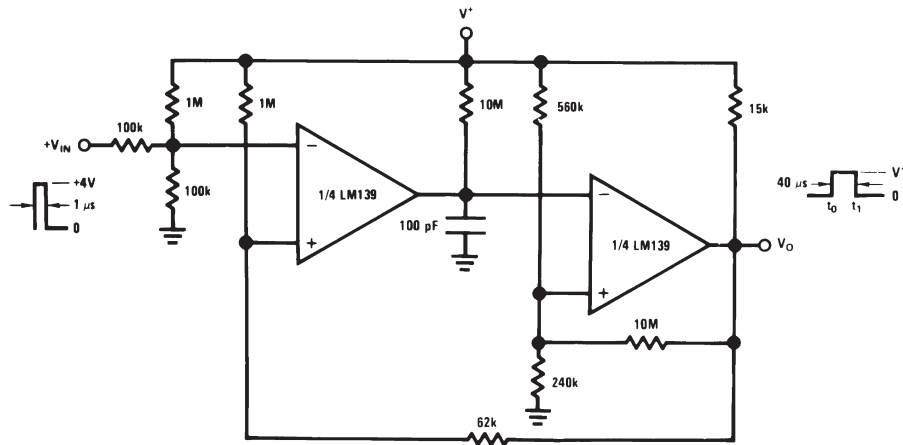 V+
1M
1M
10M
560k
15k
+VIN
100k
100k
+4V
1 µs
0
−
+
1/4 LM139
100 pF
−
+
1/4 LM139
VO
40 µs
V+
0
t0
t1
10M
240k
62k